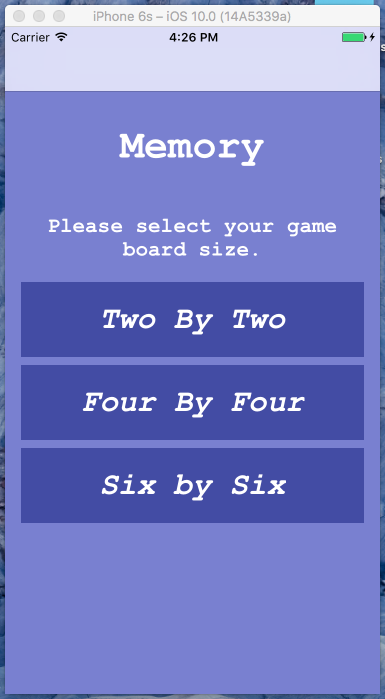 iPhone 6s – iOS 10.0 (14A5339a)
Carrier 4:26 PM
Memory
Please select your game
board size.
Two By Two
Four By Four
Six by Six